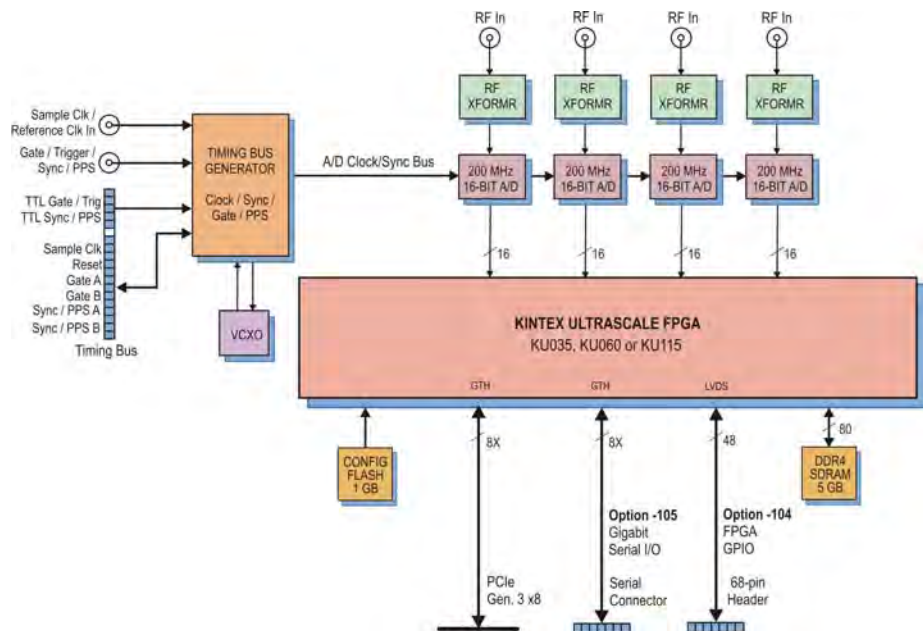 RF In
RF In
RF In
RF In
RF
XFORMR
RF
XFORMR
RF
XFORMR
RF
XFORMR
Sample Clk /
Reference Clk In
Gate / Trigger /
Sync / PPS
TTL Gate / Trig
TTL Sync / PPS
Sample Clk
Reset
Gate A
Gate B
Sync / PPS A
Sync / PPS B
Timing Bus
TIMING BUS
GENERATOR
Clock / Sync /
Gate / PPS
VCXO
A/D Clock/Sync Bus
200 MHz
16-BIT A/D
200 MHz
16-BIT A/D
200 MHz
16-BIT A/D
200 MHz
16-BIT A/D
16
16
16
16
KINTEX ULTRASCALE FPGA
KU035, KU060 or KU115
GTH
GTH
LVDS
CONFIG
FLASH
1 GB
8X
8X
48
80
DDR4
SDRAM
5 GB
PCIe
Gen. 3 x8
Option -105
Gigabit
Serial I/O
Serial
Connector
Option -104
FPGA
GPIO
68-pin
Header